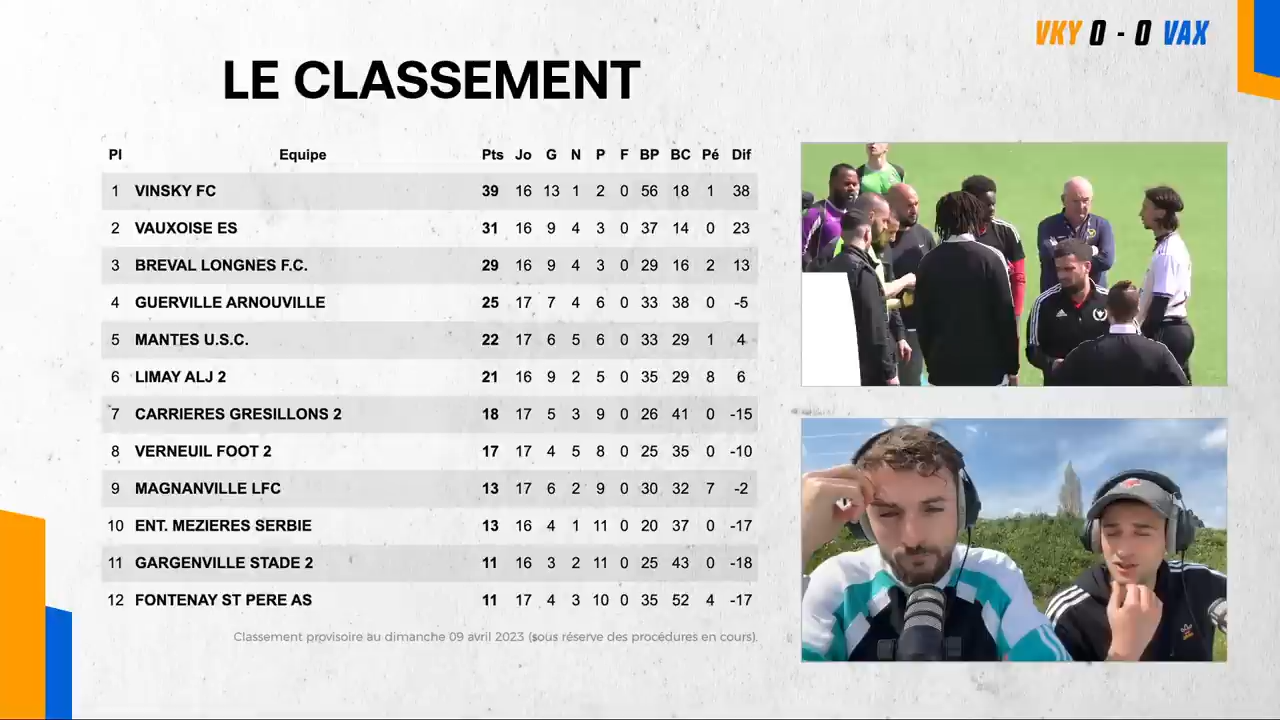 VKY 0 - 0 VAX
LE CLASSEMENT
Pl Equipe Pts Jo G N P F BP BC Pé Dif
1 VINSKY FC 39 16 13 1 2 0 56 18 1 38
2 VAUXOISE ES 31 16 9 4 3 0 37 14 0 23
3 BREVAL LONGNES F.C. 29 16 9 4 3 0 29 16 2 13
4 GUERVILLE ARNOUVILLE 25 17 7 4 6 0 33 38 0 -5
5 MANTES U.S.C. 22 17 6 5 6 0 33 29 1 4
6 LIMAY ALJ 2 21 16 9 2 5 0 35 29 8 6
7 CARRIERES GRESILLONS 2 18 17 5 3 9 0 26 41 0 -15
8 VERNEUIL FOOT 2 17 17 4 5 8 0 25 35 0 -10
9 MAGNANVILLE LFC 13 17 6 2 9 0 30 32 7 -2
10 ENT. MEZIERES SERBIE 13 16 4 1 11 0 20 37 0 -17
11 GARGENVILLE STADE 2 11 16 3 2 11 0 25 43 0 -18
12 FONTENAY ST PERE AS 11 17 4 3 10 0 35 52 4 -17
Classement provisoire au dimanche 09 avril 2023 (sous réserve des procédures en cours).